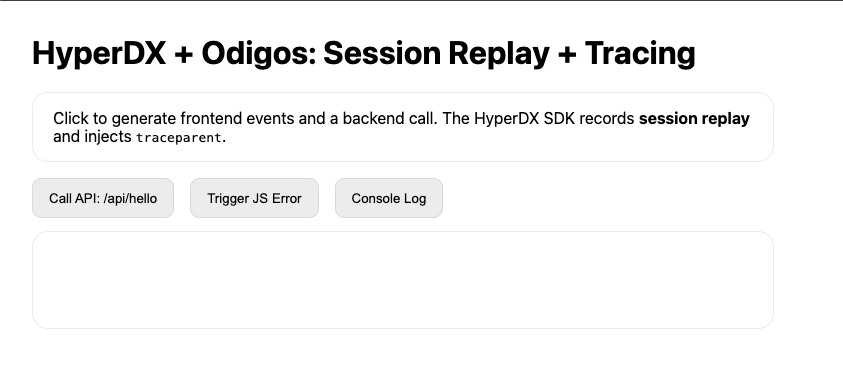 HyperDX + Odigos: Session Replay + Tracing
Click to generate frontend events and a backend call. The HyperDX SDK records session replay
and injects traceparent.
Call API: /api/hello
Trigger JS Error
Console Log